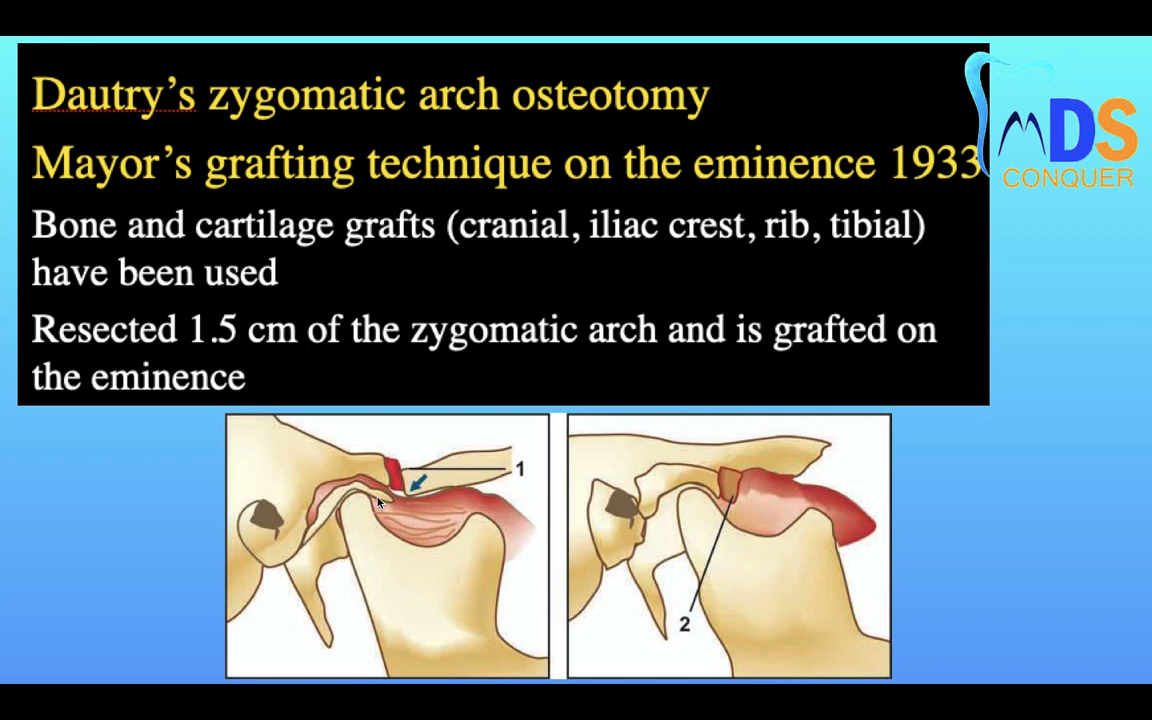 Dautry's zygomatic arch osteotomy
Mayor's grafting technique on the eminence 1933
Bone and cartilage grafts (cranial, iliac crest, rib, tibial)
have been used
Resected 1.5 cm of the zygomatic arch and is grafted on
the eminence
MDS
CONQUER
1
2